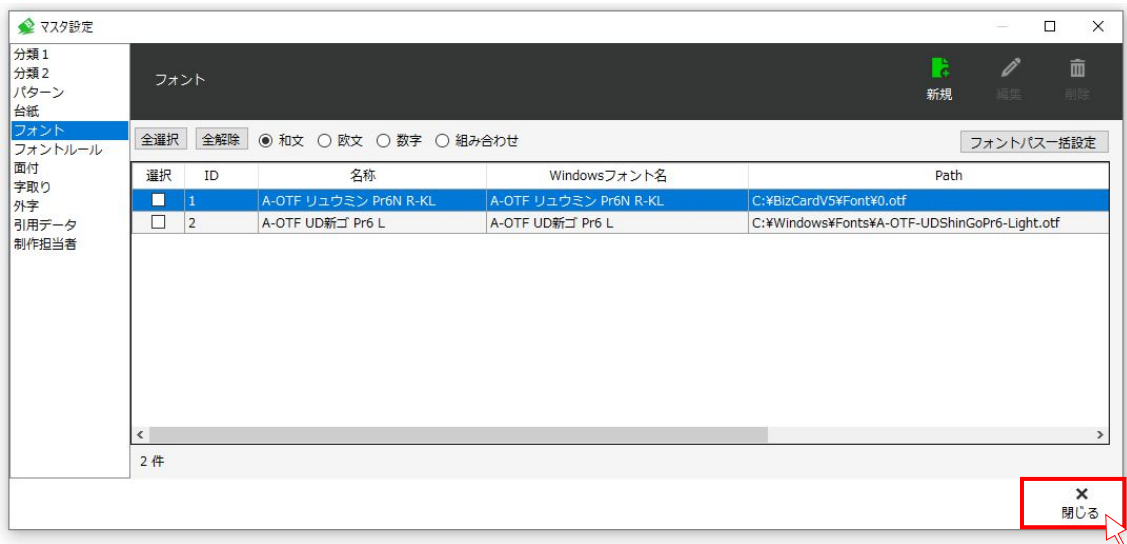 マスタ設定
分類1
分類2
パターン
台紙
フォント
フォントルール
面付
字取り
外字
引用データ
制作担当者
フォント
新規 編集 削除
全選択 全解除 和文 欧文 数字 組み合わせ フォントパス一括設定
選択 ID 名称 Windowsフォント名 Path
1 A-OTF リュウミン Pr6N R-KL A-OTF リュウミン Pr6N R-KL C:¥BizCardV5¥Font¥0.otf
2 A-OTF UD新ゴ Pr6 L A-OTF UD新ゴ Pr6 L C:¥Windows¥Fonts¥A-OTF-UDShinGoPr6-Light.otf
2 件
閉じる